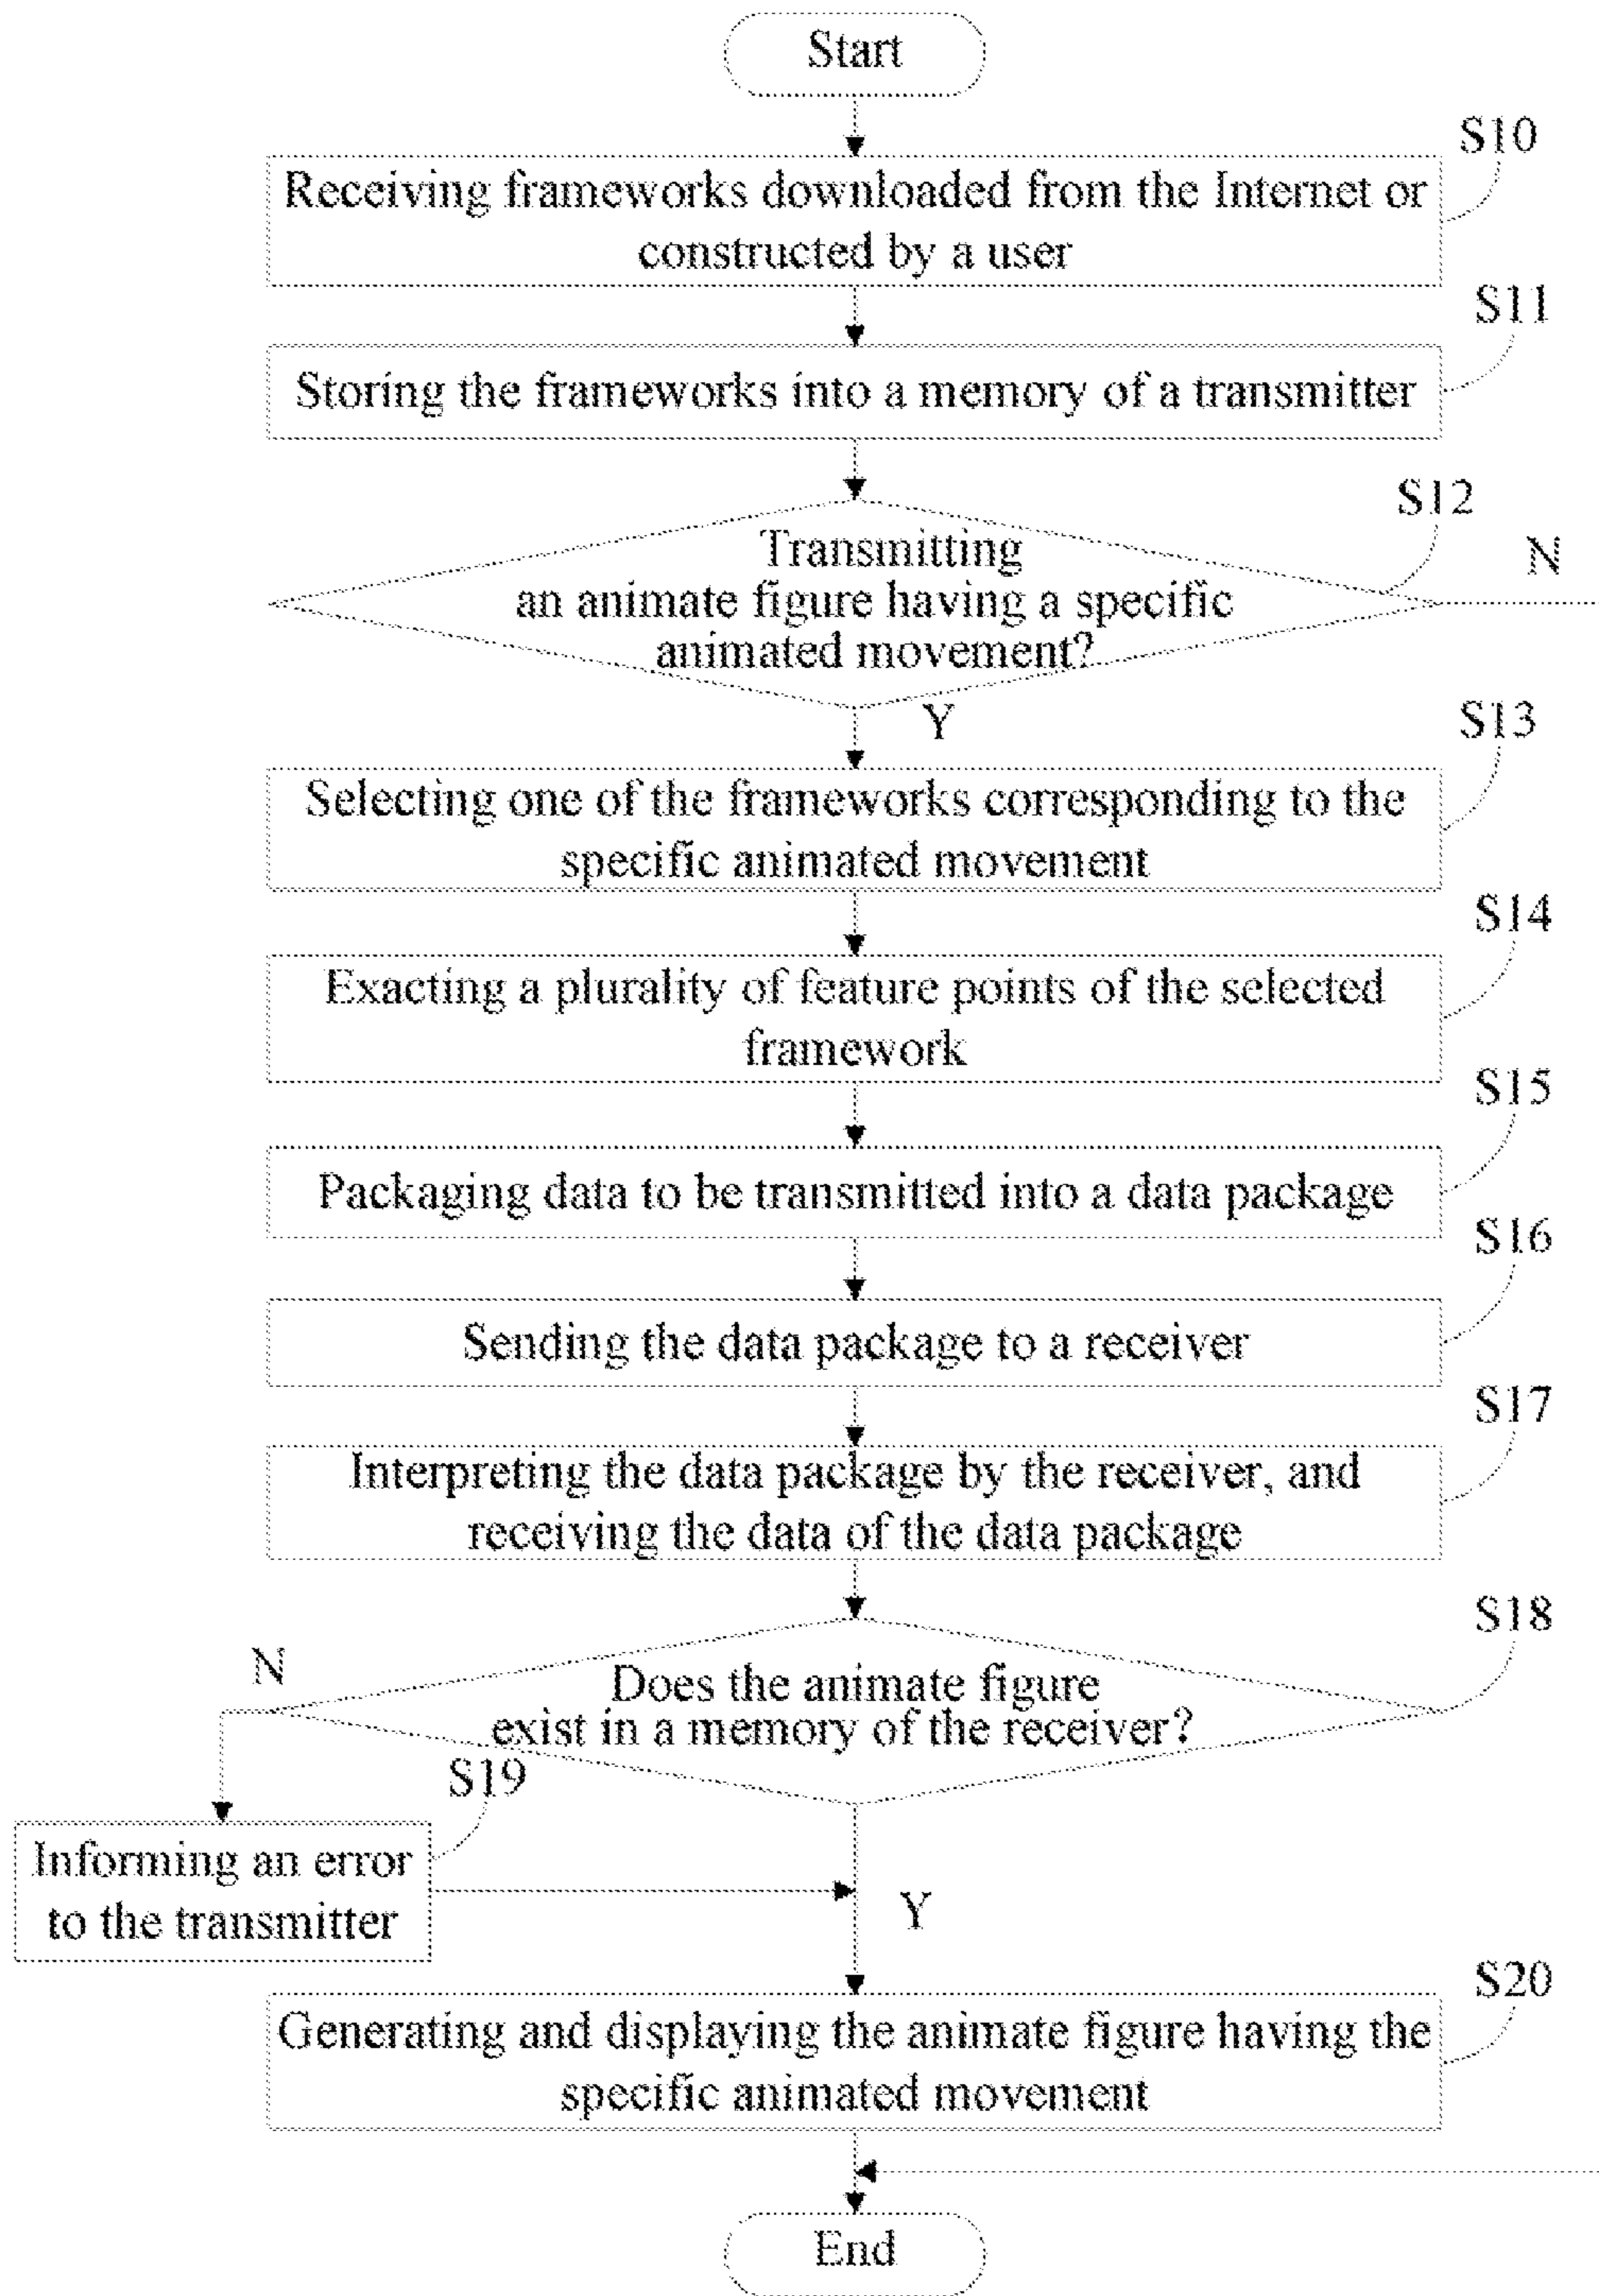 Start
S10
Receiving frameworks downloaded from the Internet or
constructed by a user
S11
Storing the frameworks into a memory of a transmitter
S12
N
Transmitting
an animate figure having a specific
animated movement?
Y
S13
Selecting one of the frameworks corresponding to the
specific animated movement
S14
Exacting a plurality of feature points of the selected
framework
S15
Packaging data to be transmitted into a data package
S16
Sending the data package to a receiver
S17
Interpreting the data package by the receiver, and
receiving the data of the data package
S18
N
Does the animate figure
exist in a memory of the receiver?
S19
Informing an error
to the transmitter
Y
S20
Generating and displaying the animate figure having the
specific animated movement
End